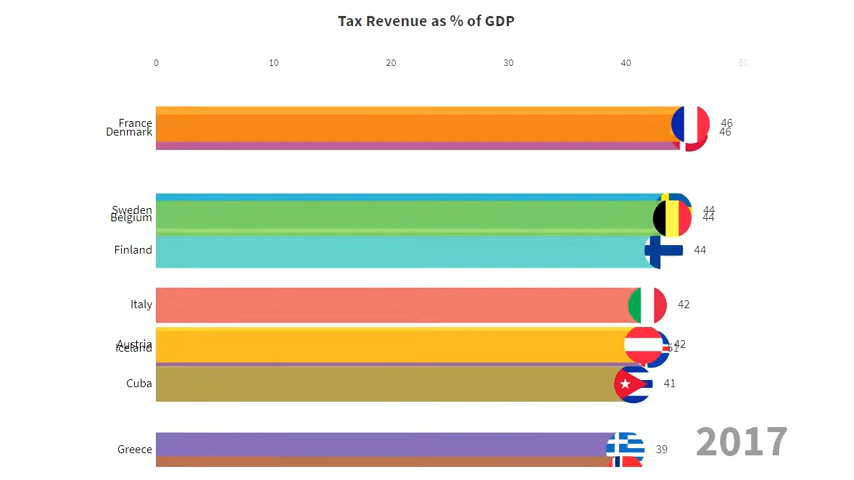 Tax Revenue as % of GDP
0 10 20 30 40 50
France 46
Denmark 46
Sweden 44
Belgium 44
Finland 44
Italy 42
Austria 42
Iceland
Cuba 41
Greece 39
2017